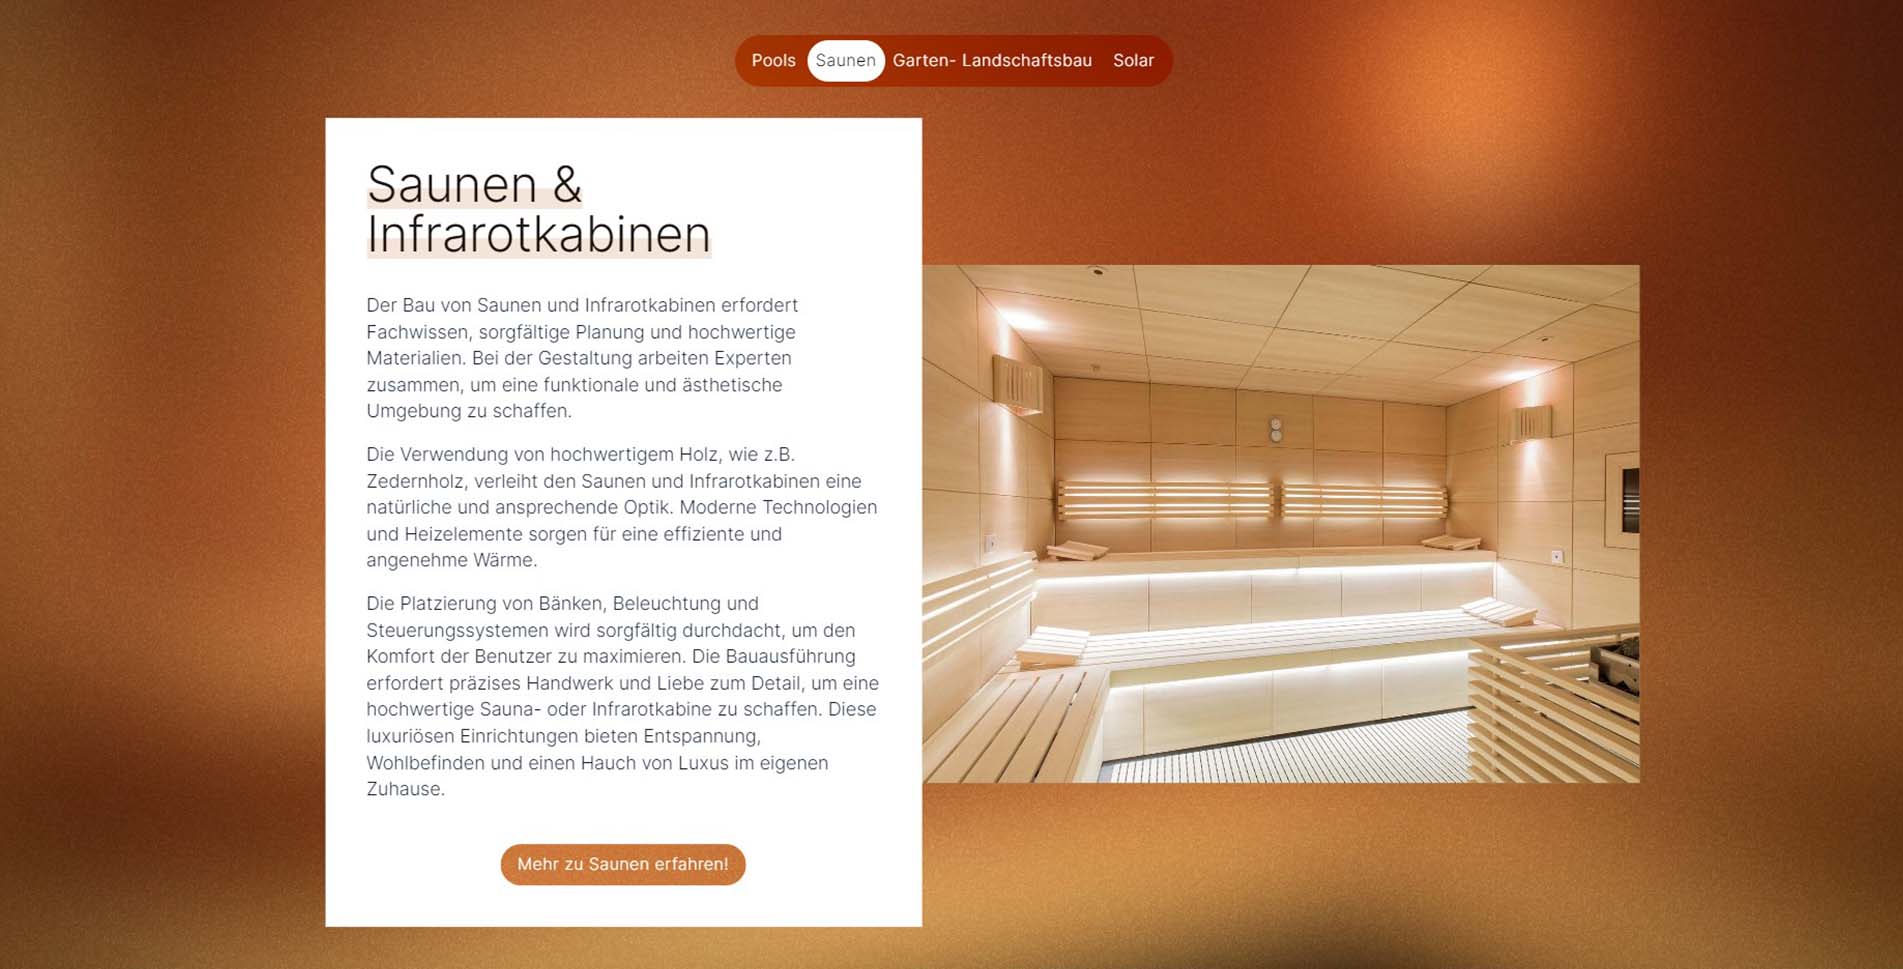 Pools Saunen Garten- Landschaftsbau Solar
Saunen &
Infrarotkabinen
Der Bau von Saunen und Infrarotkabinen erfordert
Fachwissen, sorgfältige Planung und hochwertige
Materialien. Bei der Gestaltung arbeiten Experten
zusammen, um eine funktionale und ästhetische
Umgebung zu schaffen.
Die Verwendung von hochwertigem Holz, wie z.B.
Zedernholz, verleiht den Saunen und Infrarotkabinen eine
natürliche und ansprechende Optik. Moderne Technologien
und Heizelemente sorgen für eine effiziente und
angenehme Wärme.
Die Platzierung von Bänken, Beleuchtung und
Steuerungssystemen wird sorgfältig durchdacht, um den
Komfort der Benutzer zu maximieren. Die Bauausführung
erfordert präzises Handwerk und Liebe zum Detail, um eine
hochwertige Sauna- oder Infrarotkabine zu schaffen. Diese
luxuriösen Einrichtungen bieten Entspannung,
Wohlbefinden und einen Hauch von Luxus im eigenen
Zuhause.
Mehr zu Saunen erfahren!